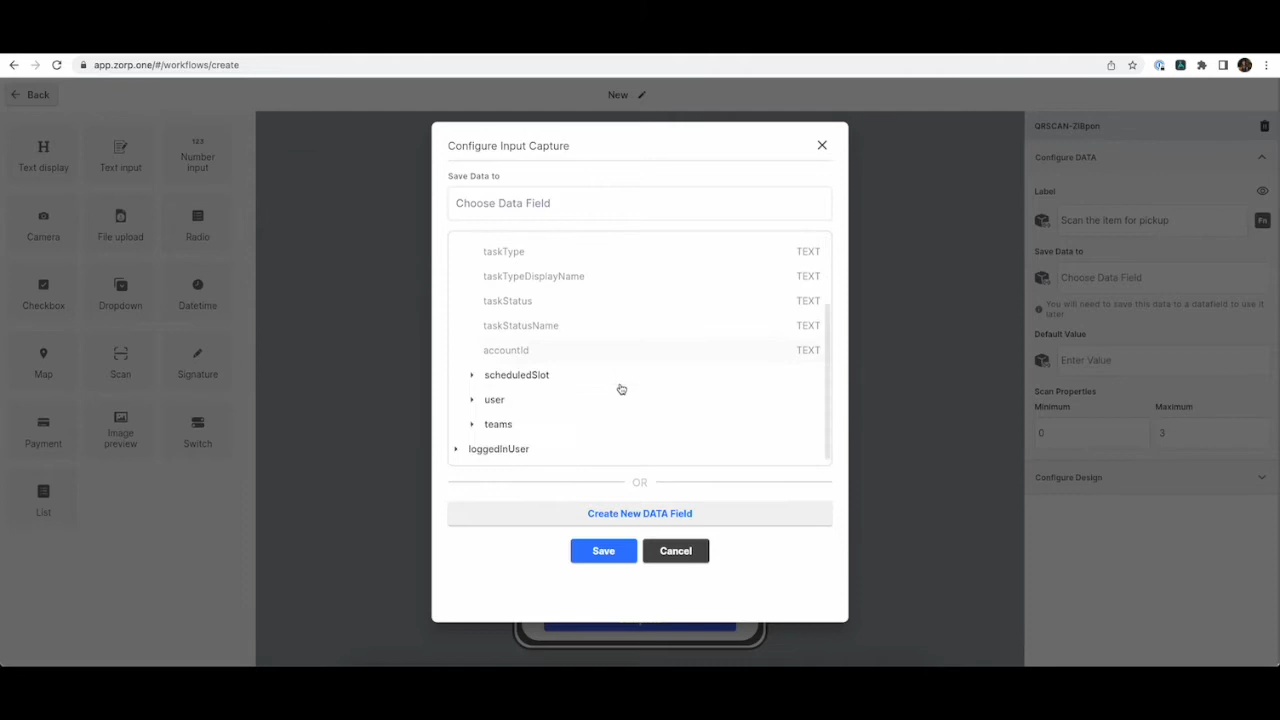 app.zorp.one/#/workflows/create
Back
New
H
Text display
Text input
123
Number
input
Camera
File upload
Radio
Checkbox
Dropdown
Datetime
Map
Scan
Signature
Payment
Image
preview
Switch
List
Configure Input Capture
Save Data to
Choose Data Field
taskType TEXT
taskTypeDisplayName TEXT
taskStatus TEXT
taskStatusName TEXT
accountId TEXT
scheduledSlot
user
teams
loggedInUser
OR
Create New DATA Field
Save Cancel
QRSCAN-ZIBpon
Configure DATA
Label
Scan the item for pickup Fn
Save Data to
Choose Data Field
You will need to save this data to a datafield to use it
later
Default Value
Enter Value
Scan Properties
Minimum Maximum
0 3
Configure Design